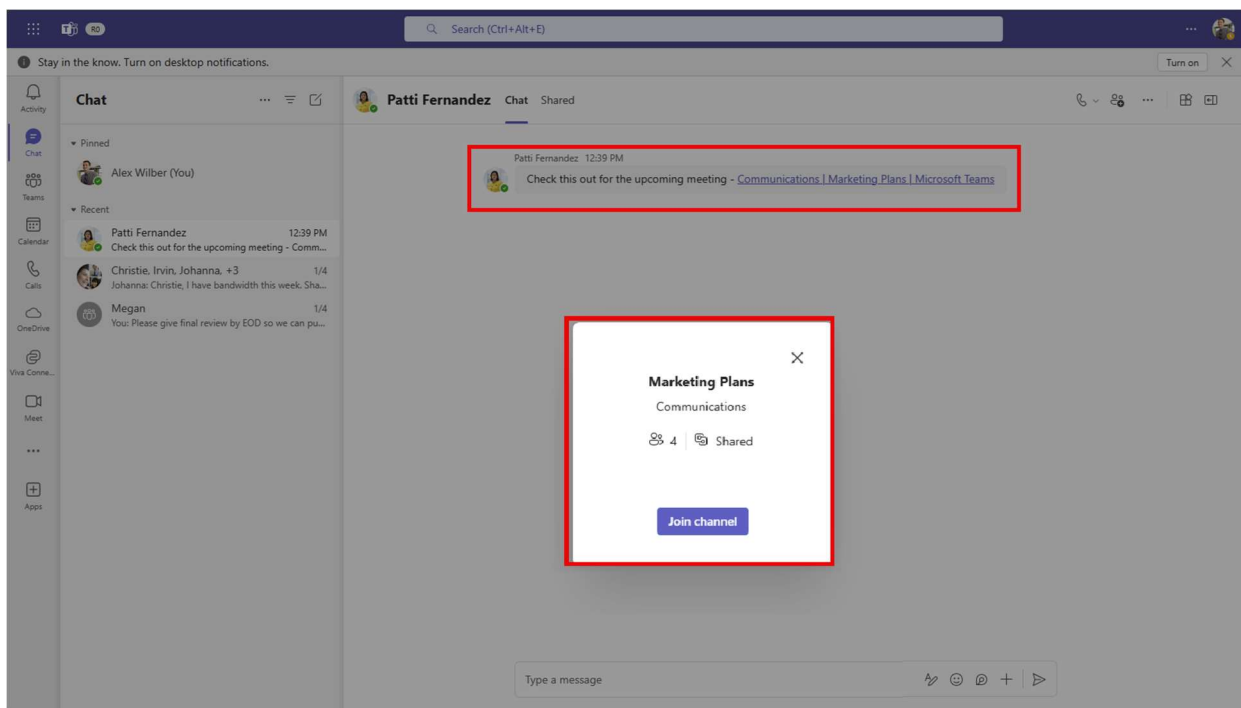 RO
Search (Ctrl+Alt+E)
Stay in the know. Turn on desktop notifications.
Turn on
Activity
Chat
Teams
Calendar
Calls
OneDrive
Viva Conne...
Meet
Apps
Chat
Pinned
Alex Wilber (You)
Recent
Patti Fernandez 12:39 PM
Check this out for the upcoming meeting - Comm...
Christie, Irvin, Johanna, +3 1/4
Johanna: Christie, I have bandwidth this week. Sha...
Megan 1/4
You: Please give final review by EOD so we can pu...
Patti Fernandez Chat Shared
Patti Fernandez 12:39 PM
Check this out for the upcoming meeting - Communications | Marketing Plans | Microsoft Teams
Marketing Plans
Communications
4 Shared
Join channel
Type a message